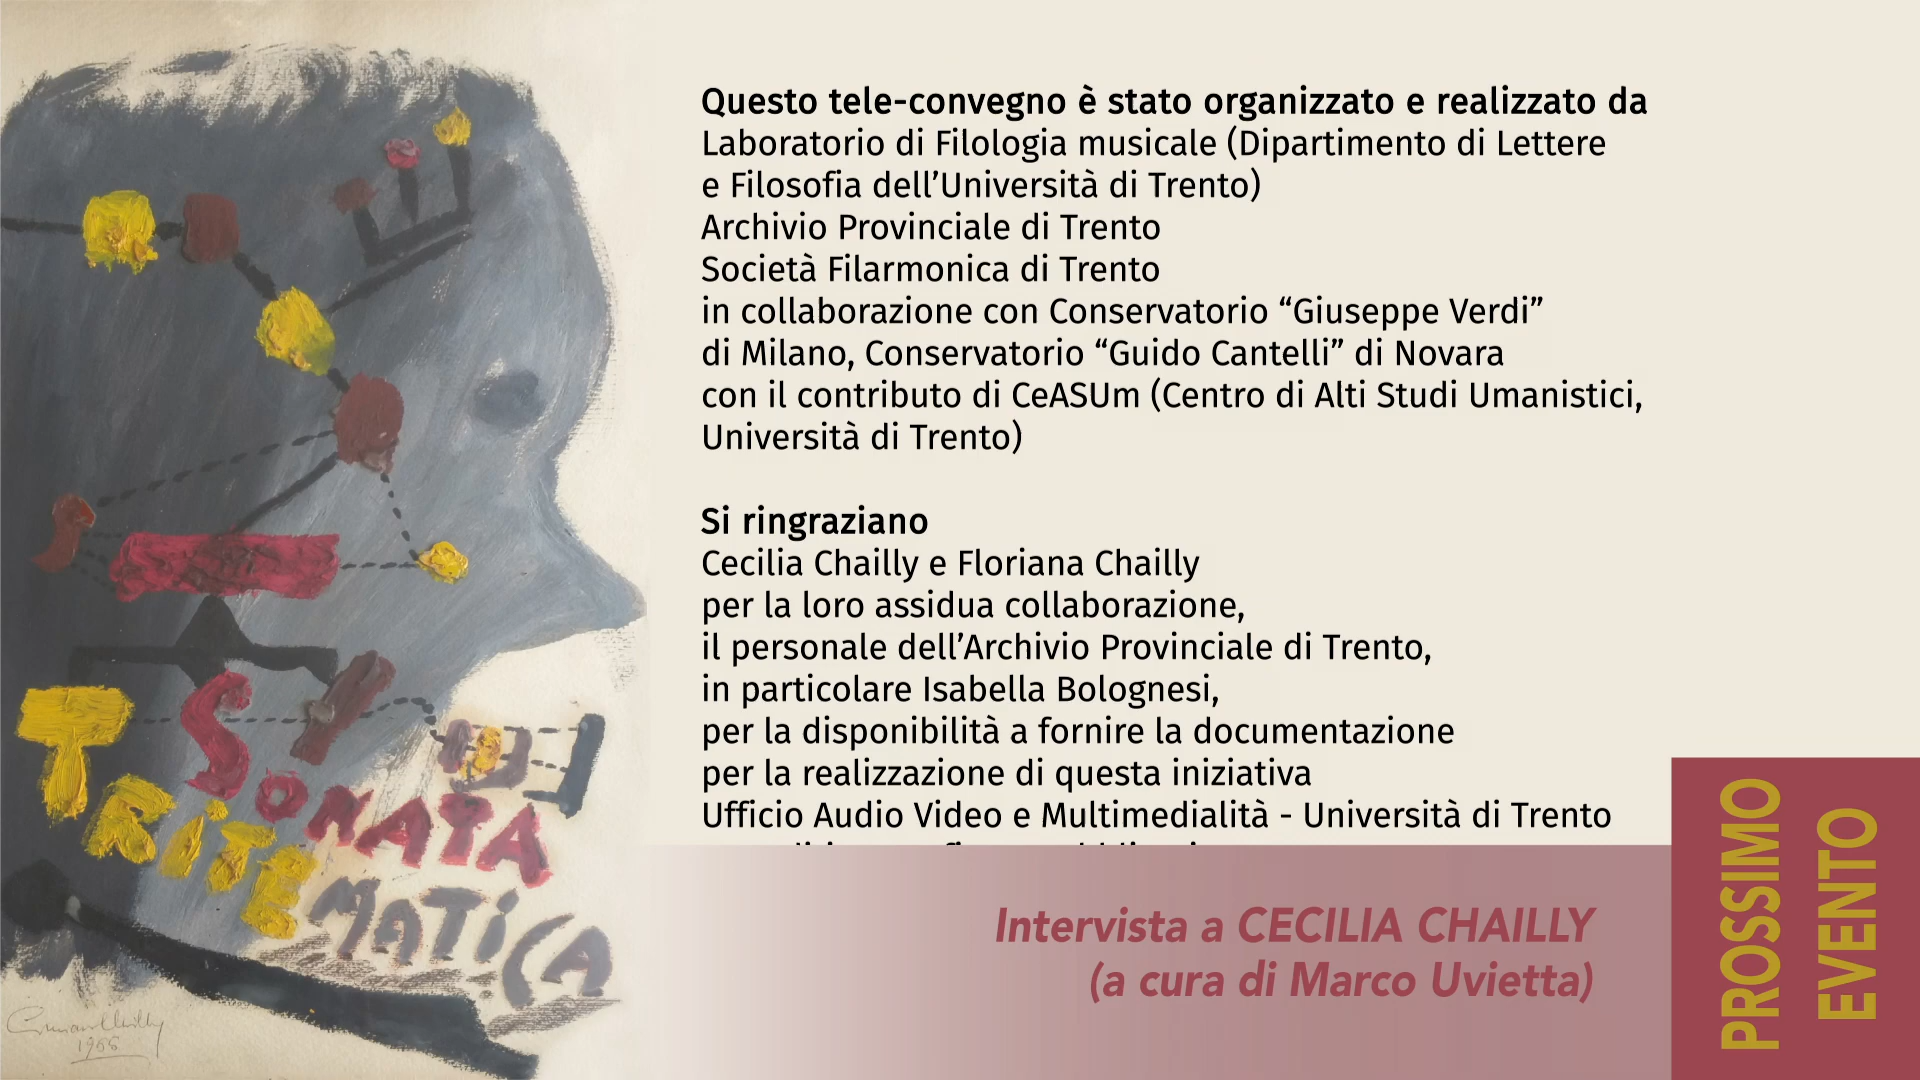 Questo tele-convegno è stato organizzato e realizzato da
Laboratorio di Filologia musicale (Dipartimento di Lettere
e Filosofia dell’Università di Trento)
Archivio Provinciale di Trento
Società Filarmonica di Trento
in collaborazione con Conservatorio “Giuseppe Verdi”
di Milano, Conservatorio “Guido Cantelli” di Novara
con il contributo di CeASUm (Centro di Alti Studi Umanistici,
Università di Trento)
Si ringraziano
Cecilia Chailly e Floriana Chailly
per la loro assidua collaborazione,
il personale dell’Archivio Provinciale di Trento,
in particolare Isabella Bolognesi,
per la disponibilità a fornire la documentazione
per la realizzazione di questa iniziativa
Ufficio Audio Video e Multimedialità - Università di Trento
Intervista a CECILIA CHAILLY
(a cura di Marco Uvietta)
PROSSIMO
EVENTO
SONATA
TRITEMATICA